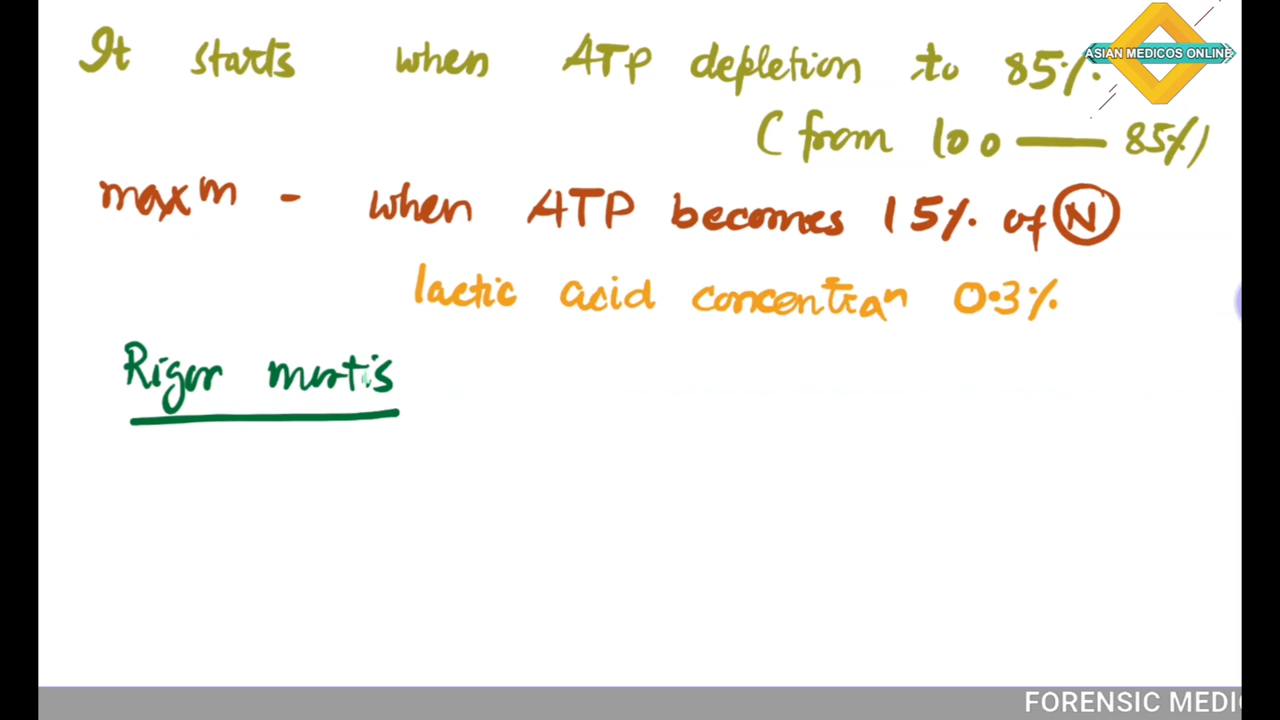 It starts when ATP depletion to 85%.
(from 100 — 85%)
maxm - when ATP becomes 15% of N
lactic acid concentran 0.3%
Rigor mortis
ASIAN MEDICOS ONLINE
FORENSIC MEDI